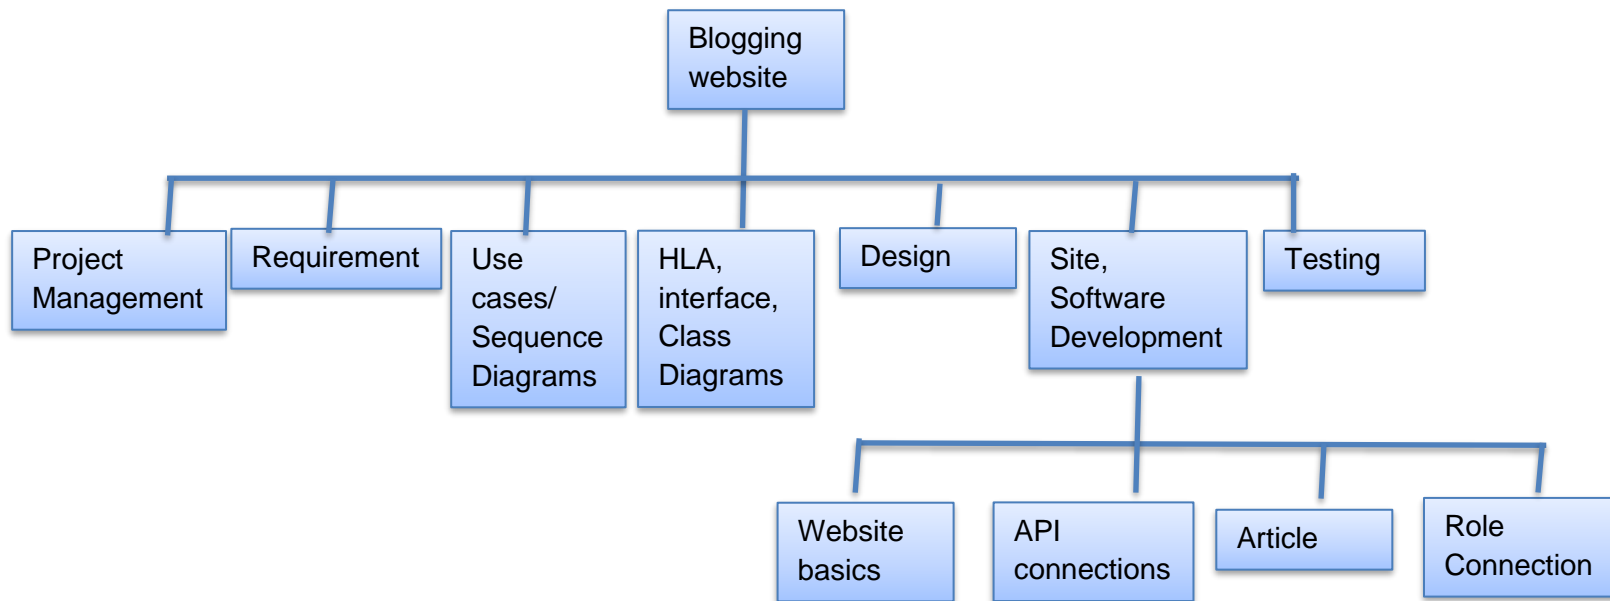 Blogging
website
Project
Management
Requirement
Use
cases/
Sequence
Diagrams
HLA,
interface,
Class
Diagrams
Design
Site,
Software
Development
Testing
Website
basics
API
connections
Article
Role
Connection